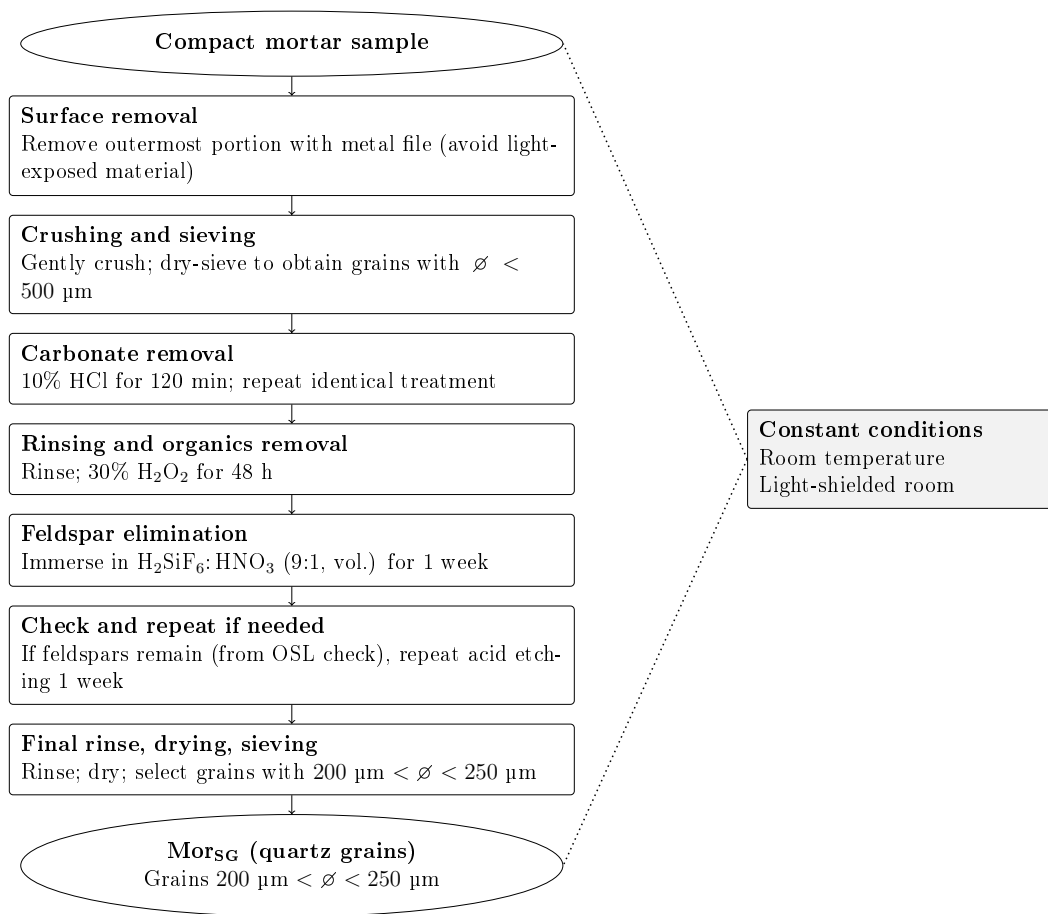 Compact mortar sample
Surface removal
Remove outermost portion with metal file (avoid light-
exposed material)
Crushing and sieving
Gently crush; dry-sieve to obtain grains with ⌀ <
500 µm
Carbonate removal
10% HCl for 120 min; repeat identical treatment
Rinsing and organics removal
Rinse; 30% H₂O₂ for 48 h
Feldspar elimination
Immerse in H₂SiF₆:HNO₃ (9:1, vol.) for 1 week
Check and repeat if needed
If feldspars remain (from OSL check), repeat acid etch-
ing 1 week
Final rinse, drying, sieving
Rinse; dry; select grains with 200 µm < ⌀ < 250 µm
Mor_SG (quartz grains)
Grains 200 µm < ⌀ < 250 µm
Constant conditions
Room temperature
Light-shielded room